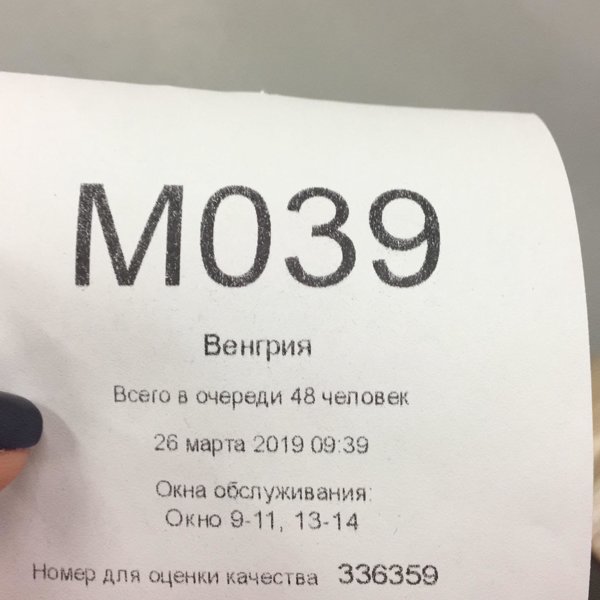 М039
Венгрия
Всего в очереди 48 человек
26 марта 2019 09:39
Окна обслуживания:
Окно 9-11, 13-14
Номер для оценки качества 336359